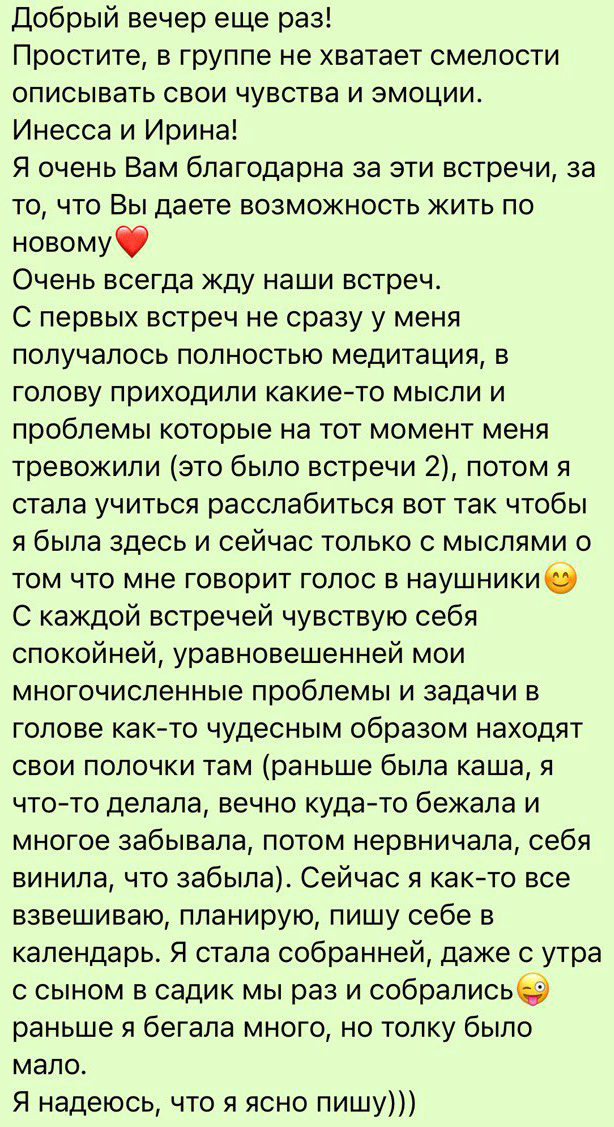 Добрый вечер еще раз!
Простите, в группе не хватает смелости
описывать свои чувства и эмоции.
Инесса и Ирина!
Я очень Вам благодарна за эти встречи, за
то, что Вы даете возможность жить по
новому❤️
Очень всегда жду наши встреч.
С первых встреч не сразу у меня
получалось полностью медитация, в
голову приходили какие-то мысли и
проблемы которые на тот момент меня
тревожили (это было встречи 2), потом я
стала учиться расслабиться вот так чтобы
я была здесь и сейчас только с мыслями о
том что мне говорит голос в наушники😊
С каждой встречей чувствую себя
спокойней, уравновешенней мои
многочисленные проблемы и задачи в
голове как-то чудесным образом находят
свои полочки там (раньше была каша, я
что-то делала, вечно куда-то бежала и
многое забывала, потом нервничала, себя
винила, что забыла). Сейчас я как-то все
взвешиваю, планирую, пишу себе в
календарь. Я стала собранней, даже с утра
с сыном в садик мы раз и собрались😜
раньше я бегала много, но толку было
мало.
Я надеюсь, что я ясно пишу)))